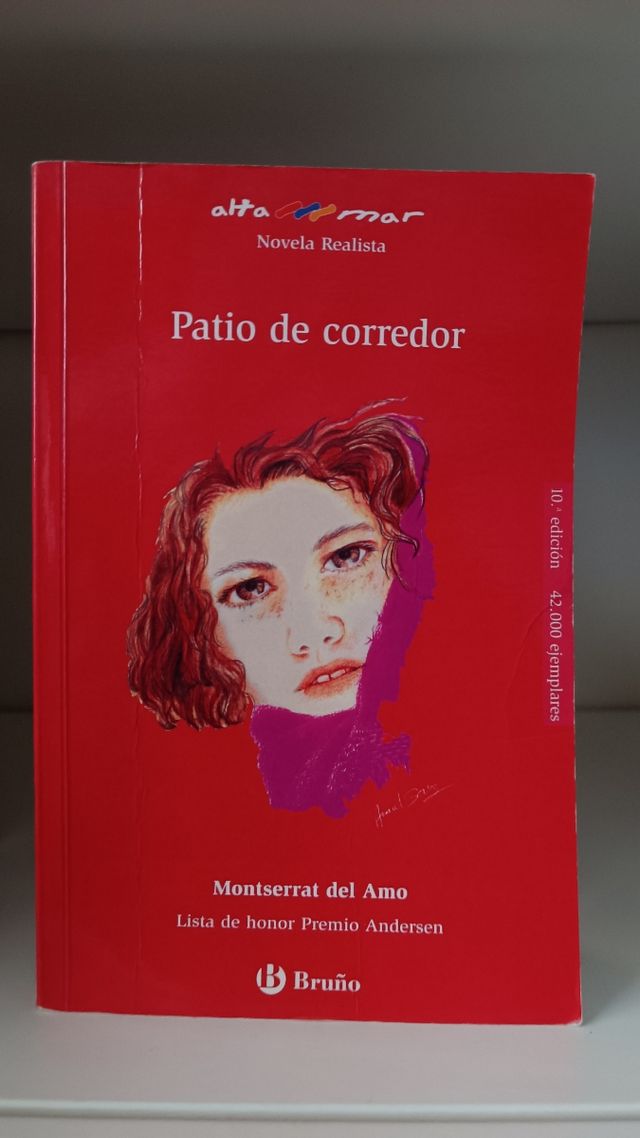 alta mar
Novela Realista
Patio de corredor
10.ª edición 42.000 ejemplares
Montserrat del Amo
Lista de honor Premio Andersen
B Bruño